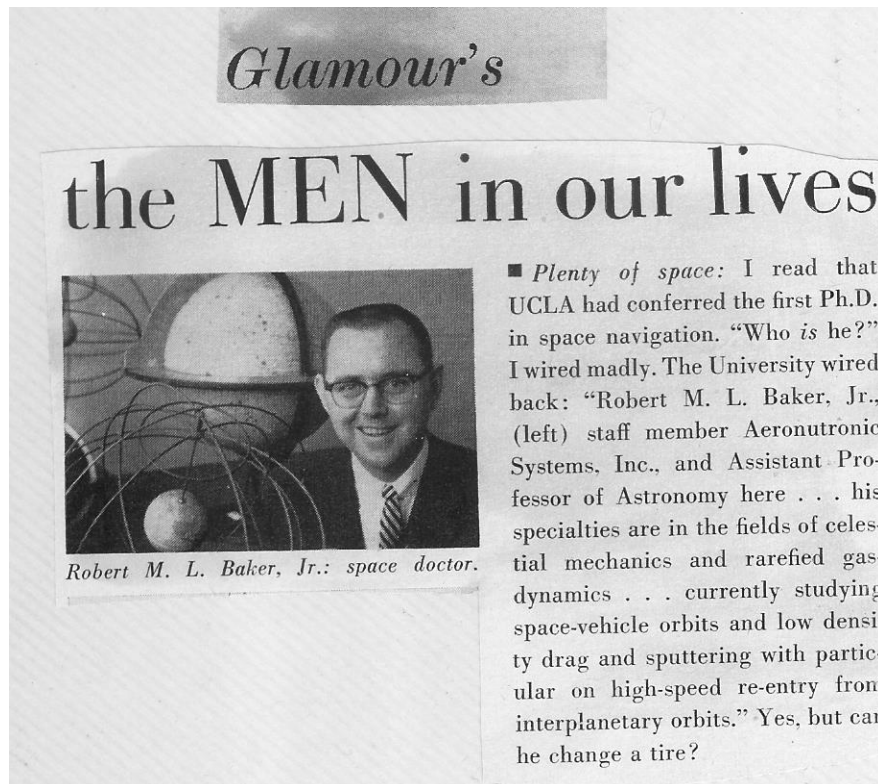 Glamour's
the MEN in our lives
■ Plenty of space: I read that
UCLA had conferred the first Ph.D.
in space navigation. “Who is he?”
I wired madly. The University wired
back: “Robert M. L. Baker, Jr.,
(left) staff member Aeronutronic
Systems, Inc., and Assistant Pro-
fessor of Astronomy here . . . his
specialties are in the fields of celes-
tial mechanics and rarefied gas-
dynamics . . . currently studying
space-vehicle orbits and low densi-
ty drag and sputtering with partic-
ular on high-speed re-entry from
interplanetary orbits.” Yes, but can
he change a tire?
Robert M. L. Baker, Jr.: space doctor.